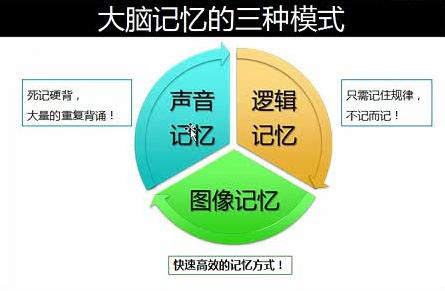 大脑记忆的三种模式
死记硬背，
大量的重复背诵！
声音
记忆
逻辑
记忆
只需记住规律，
不记而记！
图像记忆
快速高效的记忆方式！